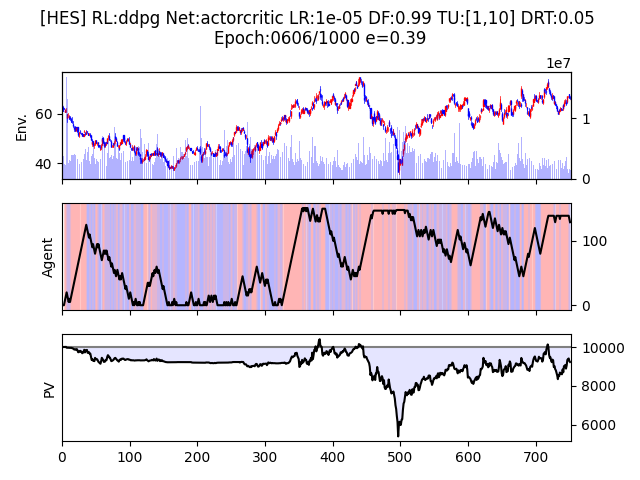 [HES] RL:ddpg Net:actorcritic LR:1e-05 DF:0.99 TU:[1,10] DRT:0.05
Epoch:0606/1000 e=0.39
1e7
Env.
60
40
1
0
Agent
100
0
PV
10000
8000
6000
0 100 200 300 400 500 600 700